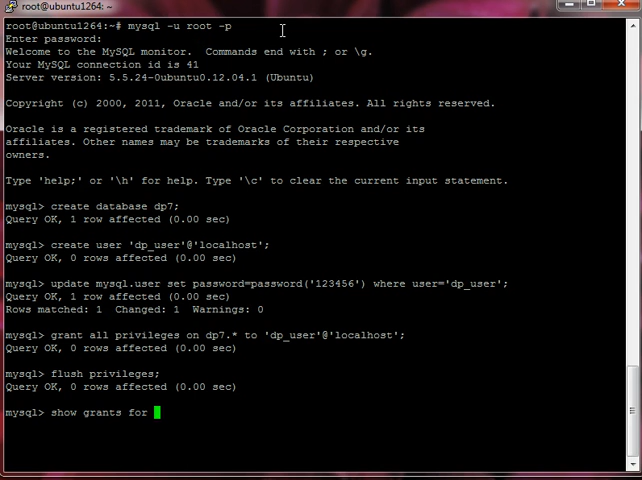 root@ubuntu1264: ~
root@ubuntu1264:~# mysql -u root -p
Enter password:
Welcome to the MySQL monitor.  Commands end with ; or \g.
Your MySQL connection id is 41
Server version: 5.5.24-0ubuntu0.12.04.1 (Ubuntu)
Copyright (c) 2000, 2011, Oracle and/or its affiliates. All rights reserved.
Oracle is a registered trademark of Oracle Corporation and/or its
affiliates. Other names may be trademarks of their respective
owners.
Type 'help;' or '\h' for help. Type '\c' to clear the current input statement.
mysql> create database dp7;
Query OK, 1 row affected (0.00 sec)
mysql> create user 'dp_user'@'localhost';
Query OK, 0 rows affected (0.00 sec)
mysql> update mysql.user set password=password('123456') where user='dp_user';
Query OK, 1 row affected (0.00 sec)
Rows matched: 1  Changed: 1  Warnings: 0
mysql> grant all privileges on dp7.* to 'dp_user'@'localhost';
Query OK, 0 rows affected (0.00 sec)
mysql> flush privileges;
Query OK, 0 rows affected (0.00 sec)
mysql> show grants for